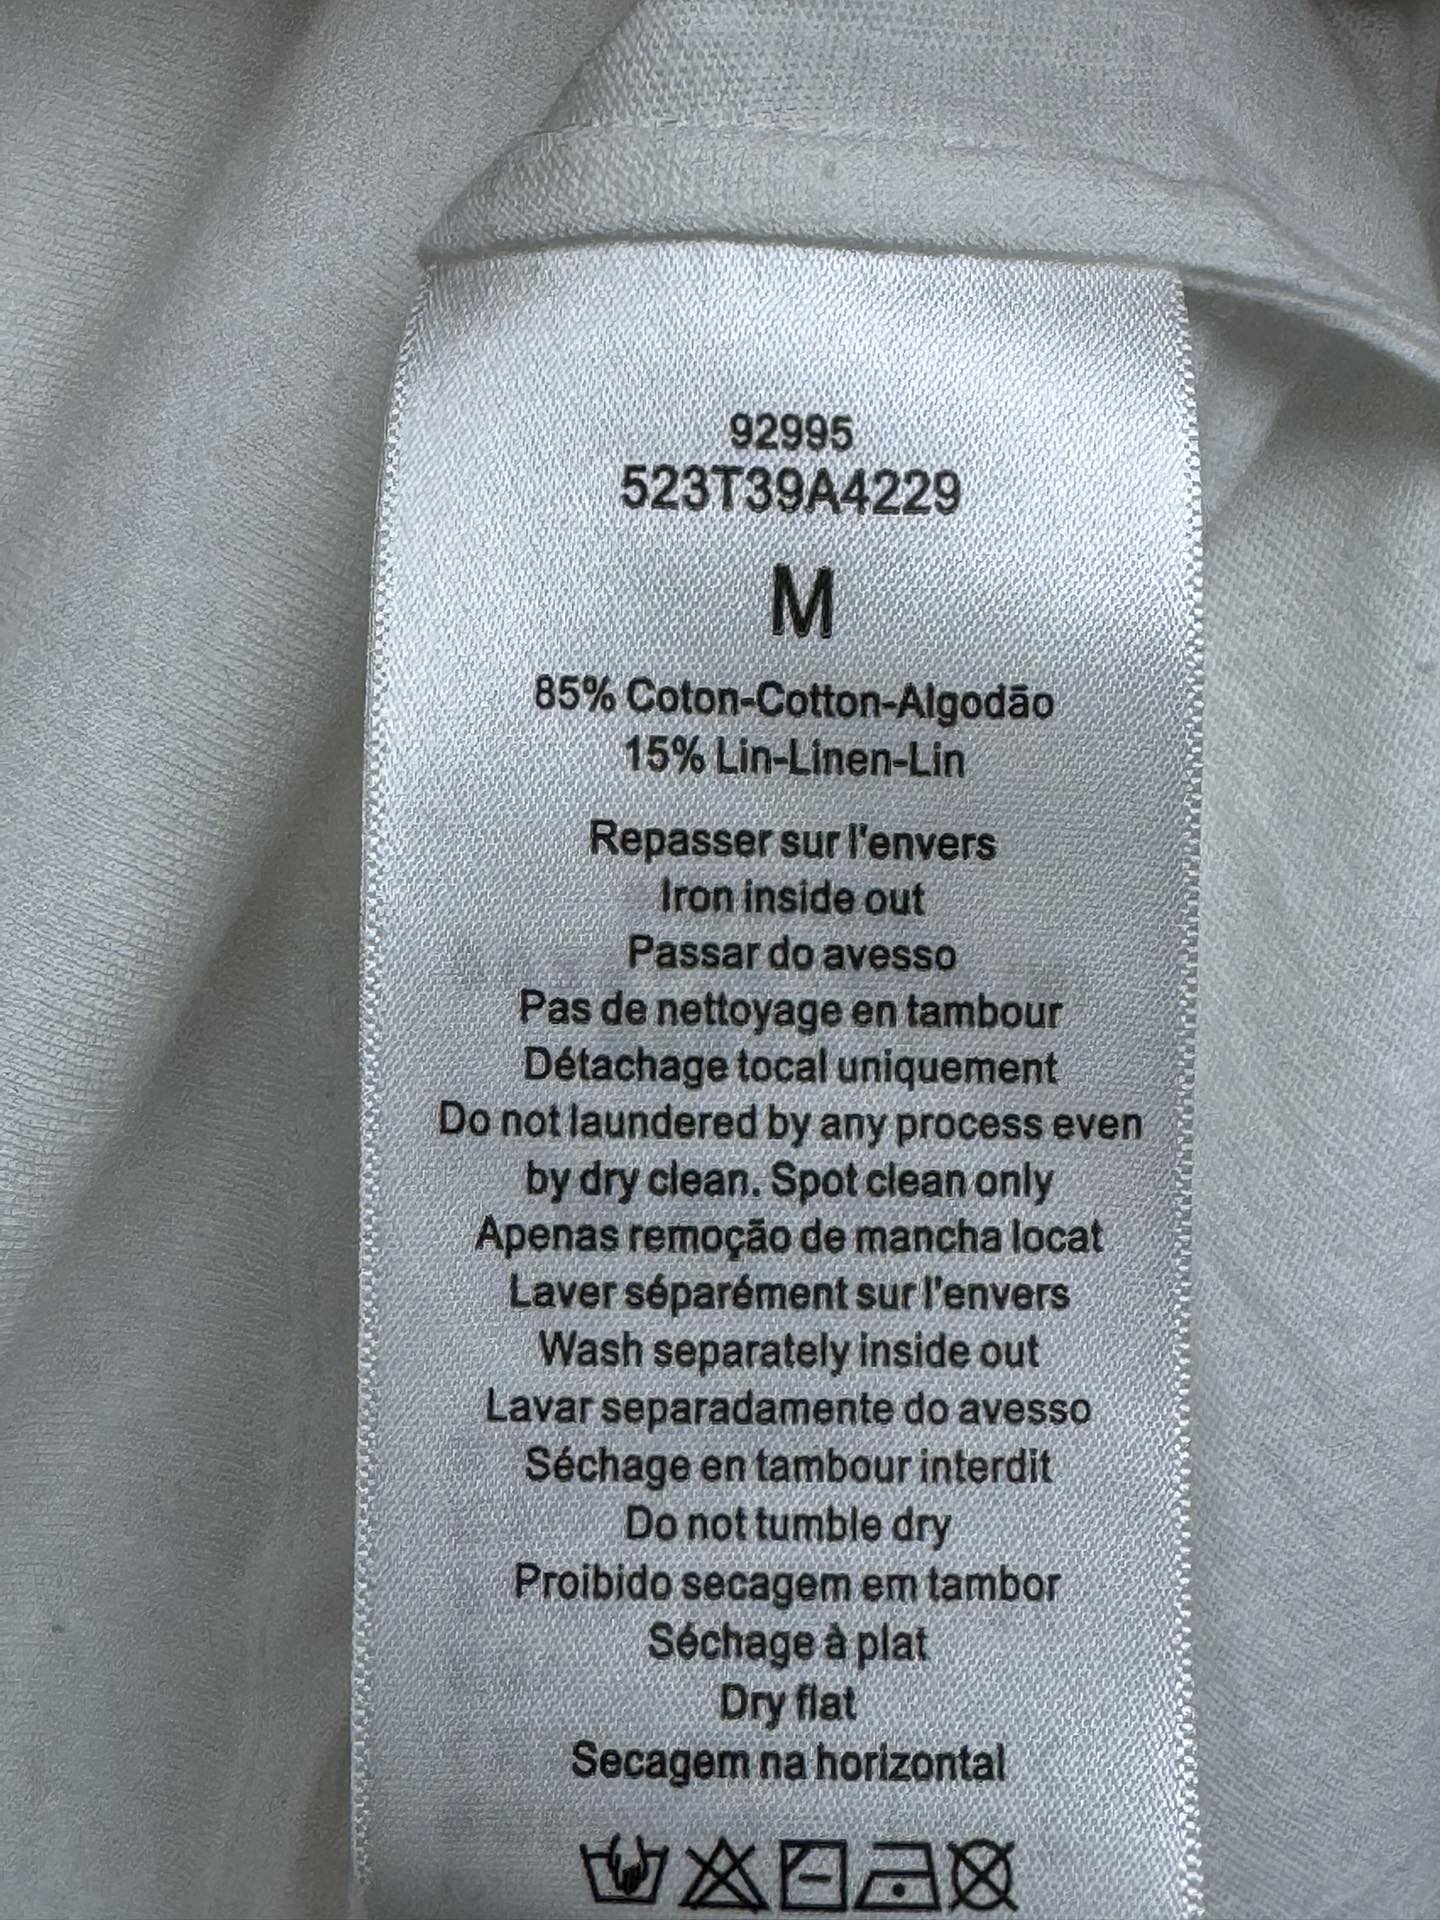 92995
523T39A4229
M
85% Coton-Cotton-Algodão
15% Lin-Linen-Lin
Repasser sur l'envers
Iron inside out
Passar do avesso
Pas de nettoyage en tambour
Détachage tocal uniquement
Do not laundered by any process even
by dry clean. Spot clean only
Apenas remoção de mancha locat
Laver séparément sur l'envers
Wash separately inside out
Lavar separadamente do avesso
Séchage en tambour interdit
Do not tumble dry
Proibido secagem em tambor
Séchage à plat
Dry flat
Secagem na horizontal